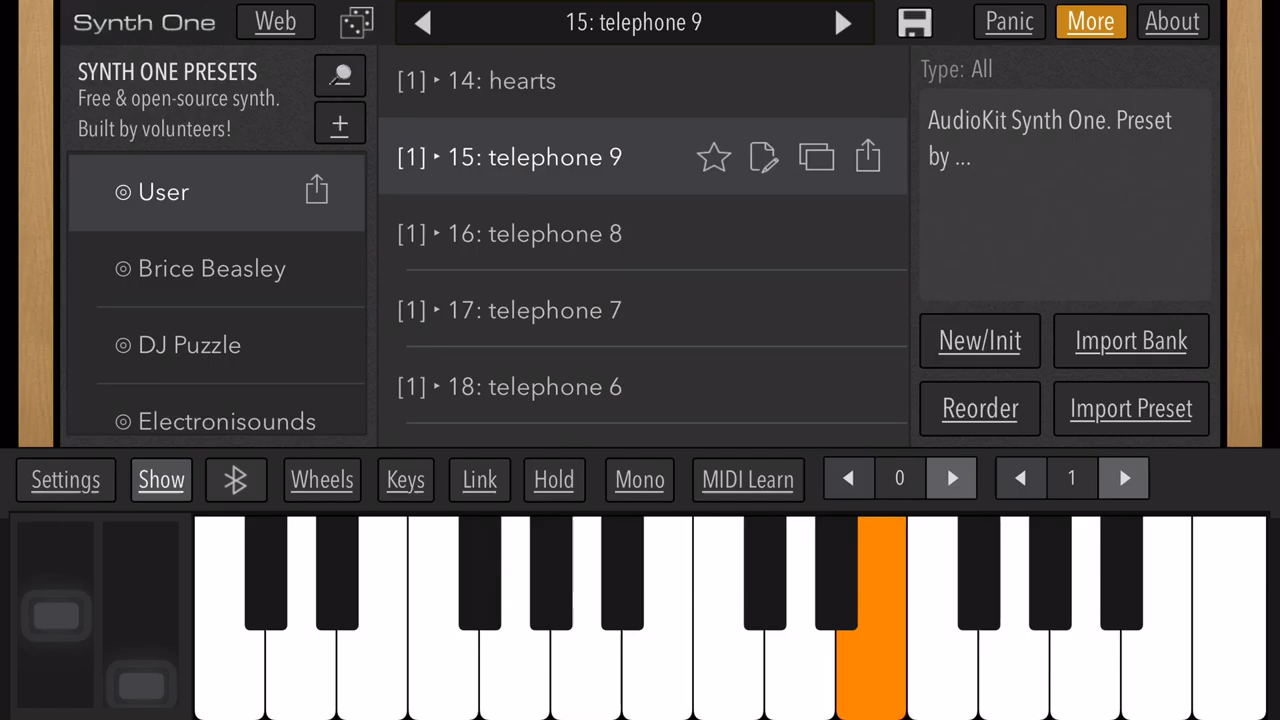 Synth One
Web
15: telephone 9
Panic
More
About
SYNTH ONE PRESETS
Free & open-source synth.
Built by volunteers!
+
User
Brice Beasley
DJ Puzzle
Electronisounds
[1] ‣ 14: hearts
[1] ‣ 15: telephone 9
[1] ‣ 16: telephone 8
[1] ‣ 17: telephone 7
[1] ‣ 18: telephone 6
Type: All
AudioKit Synth One. Preset
by ...
New/Init
Import Bank
Reorder
Import Preset
Settings
Show
Wheels
Keys
Link
Hold
Mono
MIDI Learn
0
1